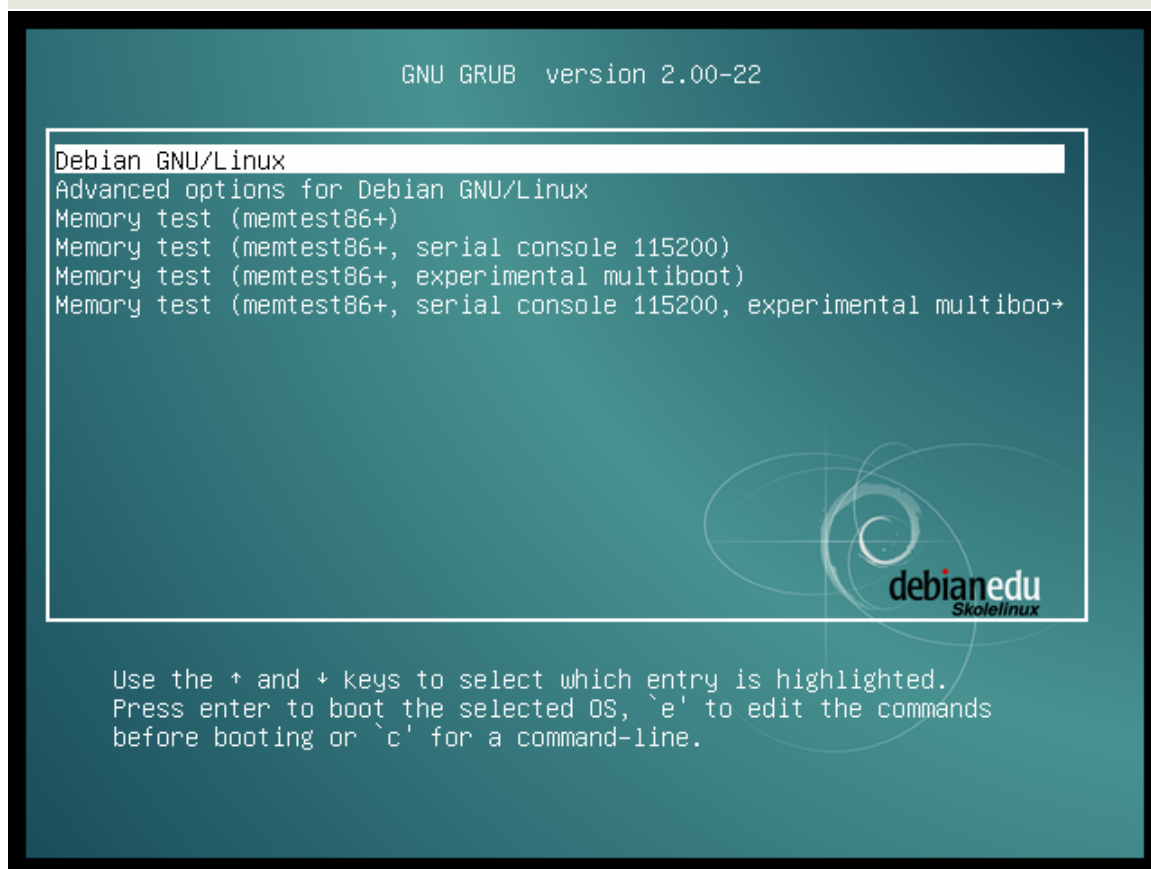 GNU GRUB  version 2.00-22
Debian GNU/Linux
Advanced options for Debian GNU/Linux
Memory test (memtest86+)
Memory test (memtest86+, serial console 115200)
Memory test (memtest86+, experimental multiboot)
Memory test (memtest86+, serial console 115200, experimental multiboo→
debianedu
Skolelinux
Use the ↑ and ↓ keys to select which entry is highlighted.
Press enter to boot the selected OS, `e' to edit the commands
before booting or `c' for a command-line.